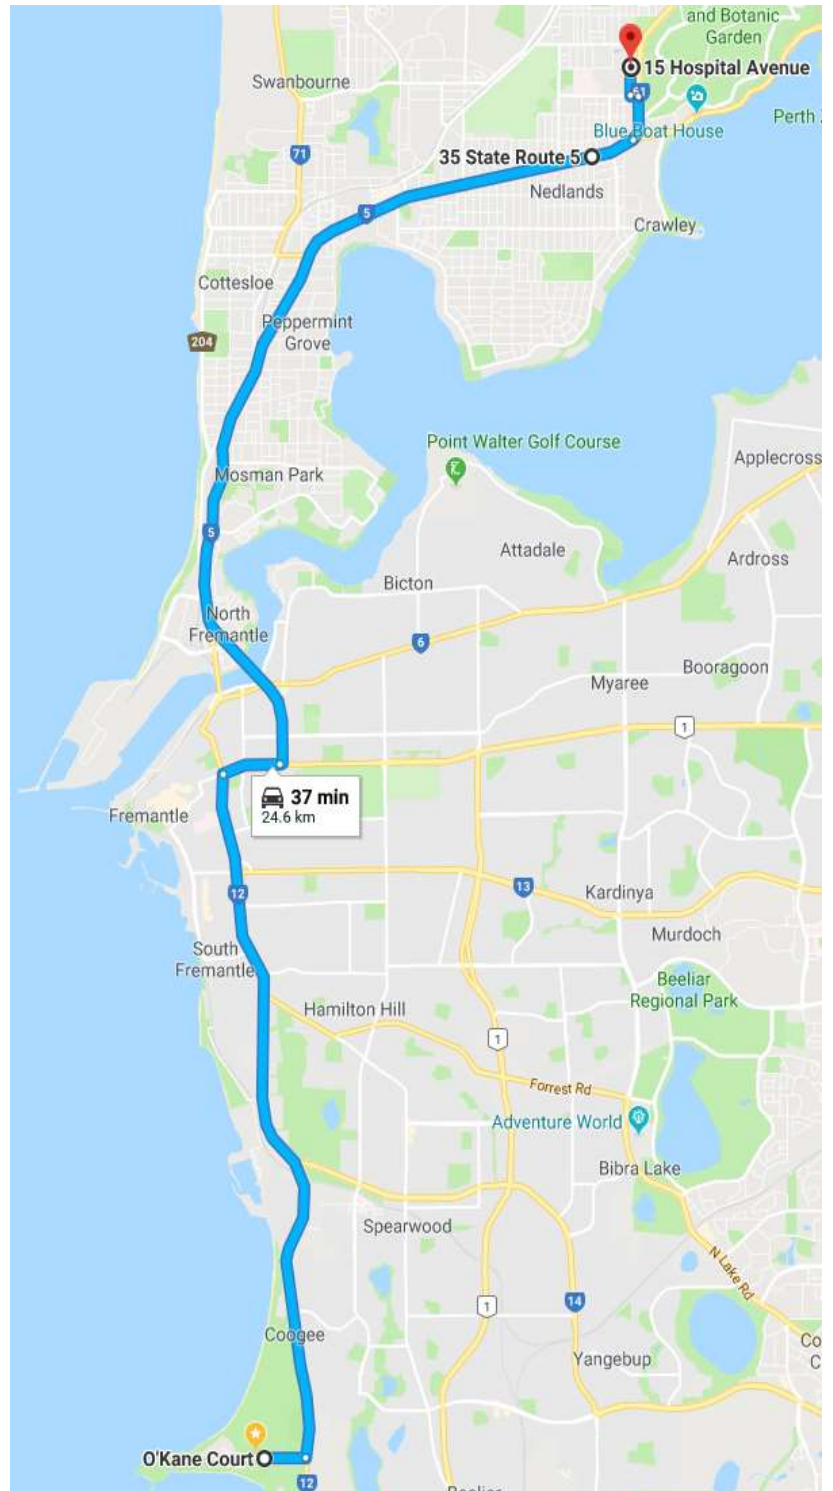 and Botanic
Garden
15 Hospital Avenue
Swanbourne
61
Blue Boat House
Perth
71
35 State Route 5
Nedlands
5
Crawley
Cottesloe
Peppermint
Grove
204
Point Walter Golf Course
Applecross
Mosman Park
5
Attadale
Ardross
Bicton
North
Fremantle
6
Booragoon
Myaree
1
37 min
24.6 km
Fremantle
13
12
Kardinya
Murdoch
South
Fremantle
Beeliar
Regional Park
Hamilton Hill
1
Forrest Rd
Adventure World
Bibra Lake
Spearwood
N Lake Rd
14
1
Coogee
Yangebup
Co
C
O'Kane Court
12